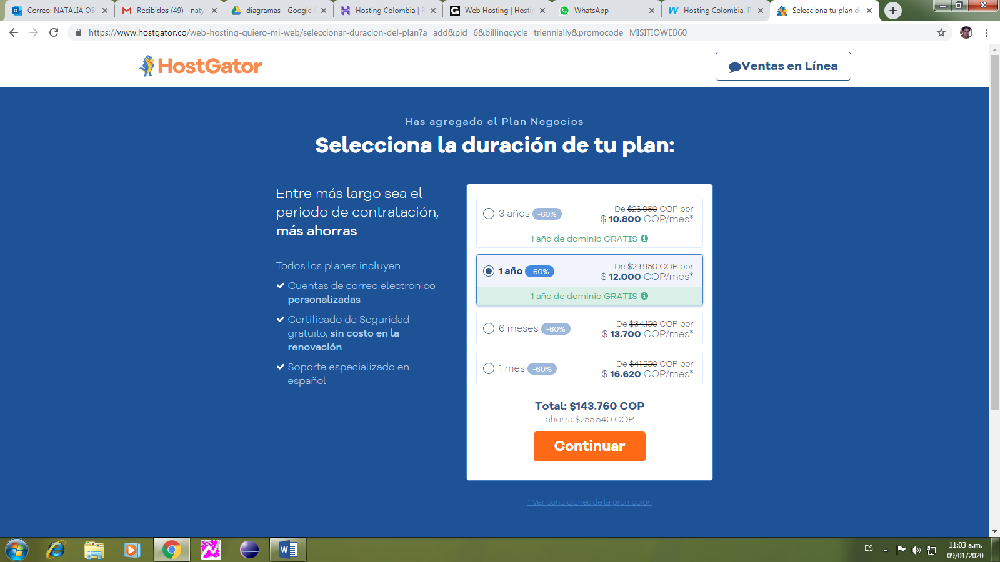 Correo: NATALIA OS
Recibidos (49) - naty
diagramas - Google
Hosting Colombia | R
Web Hosting | Hostin
WhatsApp
Hosting Colombia, P
Selecciona tu plan de
https://www.hostgator.co/web-hosting-quiero-mi-web/seleccionar-duracion-del-plan?a=add&pid=6&billingcycle=triennially&promocode=MISITIOWEB60
HostGator
Ventas en Línea
Has agregado el Plan Negocios
Selecciona la duración de tu plan:
Entre más largo sea el
periodo de contratación,
más ahorras
Todos los planes incluyen:
Cuentas de correo electrónico
personalizadas
Certificado de Seguridad
gratuito, sin costo en la
renovación
Soporte especializado en
español
3 años -60%
De $26.950 COP por
$ 10.800 COP/mes*
1 año de dominio GRATIS
1 año -60%
De $29.950 COP por
$ 12.000 COP/mes*
1 año de dominio GRATIS
6 meses -60%
De $34.150 COP por
$ 13.700 COP/mes*
1 mes -60%
De $41.550 COP por
$ 16.620 COP/mes*
Total: $143.760 COP
ahorra $255.540 COP
Continuar
* Ver condiciones de la promoción
ES
11:03 a.m.
09/01/2020